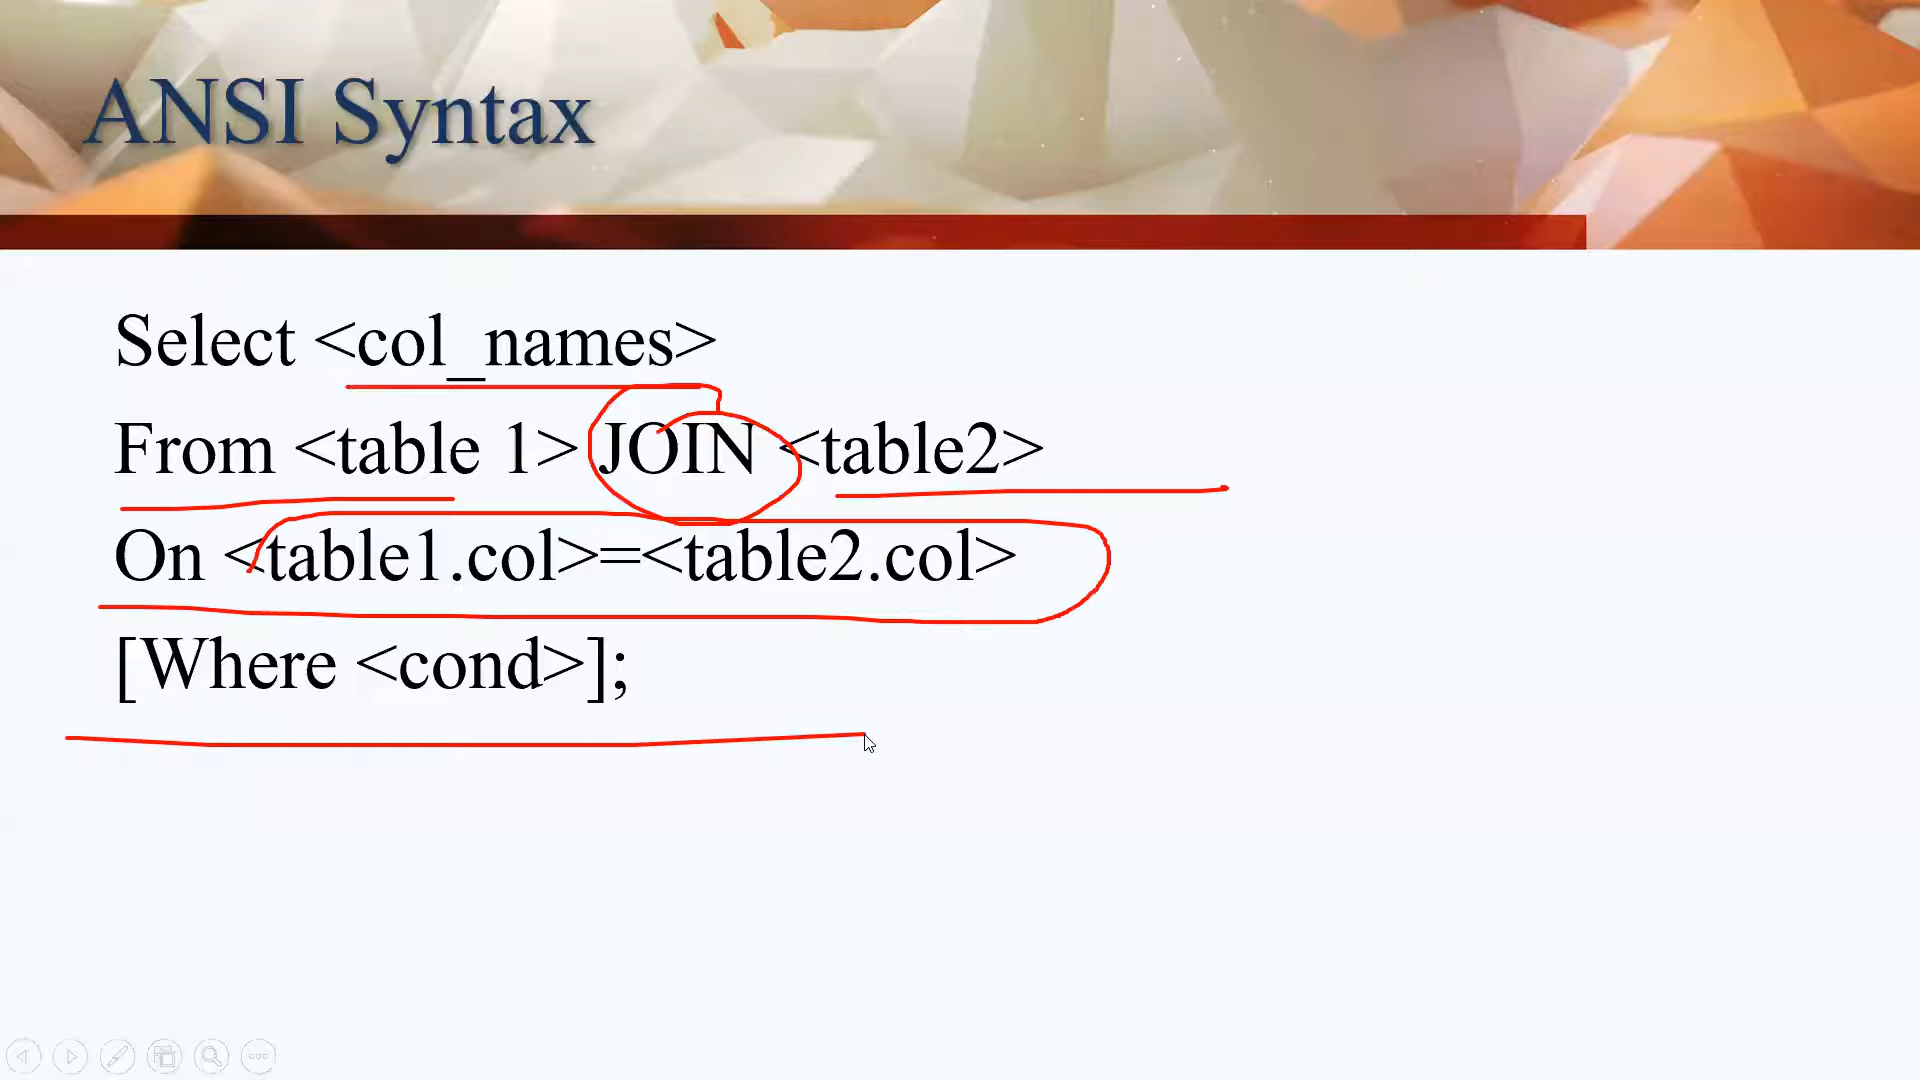 ANSI Syntax
Select <col_names>
From <table 1> JOIN <table2>
On <table1.col>=<table2.col>
[Where <cond>];